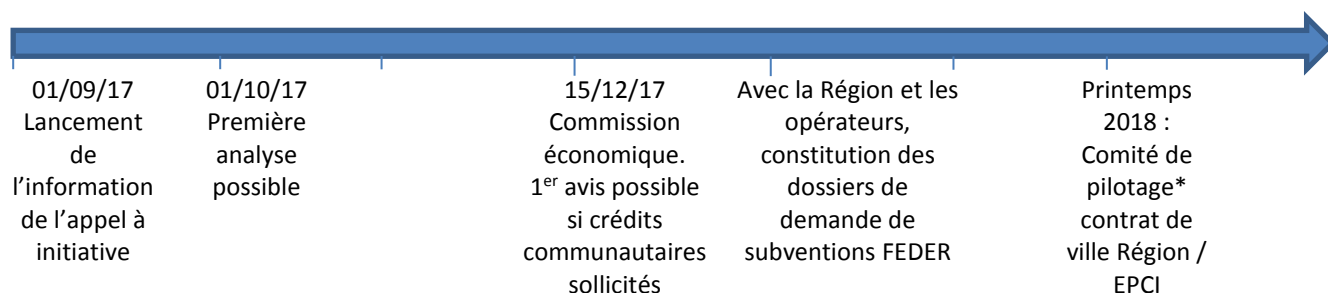 01/09/17
Lancement
de
l’information
de l’appel à
initiative
01/10/17
Première
analyse
possible
15/12/17
Commission
économique.
1er avis possible
si crédits
communautaires
sollicités
Avec la Région et les
opérateurs,
constitution des
dossiers de
demande de
subventions FEDER
Printemps
2018 :
Comité de
pilotage*
contrat de
ville Région /
EPCI